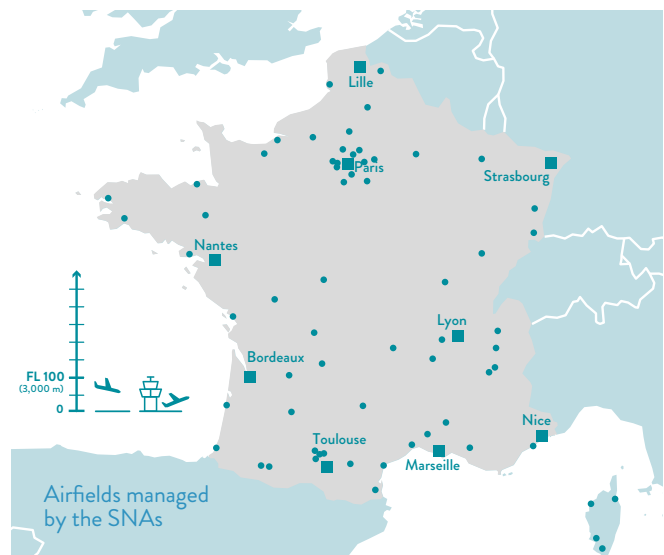 Lille
Paris
Strasbourg
Nantes
Lyon
FL 100
(3,000 m)
0
Bordeaux
Nice
Toulouse
Marseille
Airfields managed
by the SNAs